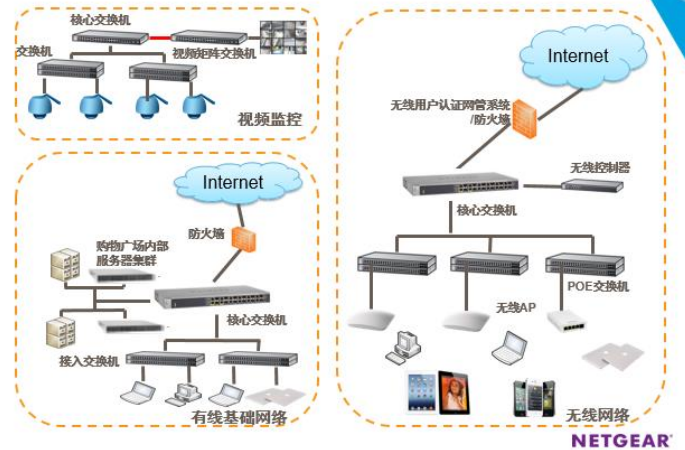 核心交换机
交换机
视频矩阵交换机
视频监控
Internet
防火墙
购物广场内部
服务器集群
核心交换机
接入交换机
有线基础网络
Internet
无线用户认证网管系统
/防火墙
无线控制器
核心交换机
POE交换机
无线AP
无线网络
NETGEAR